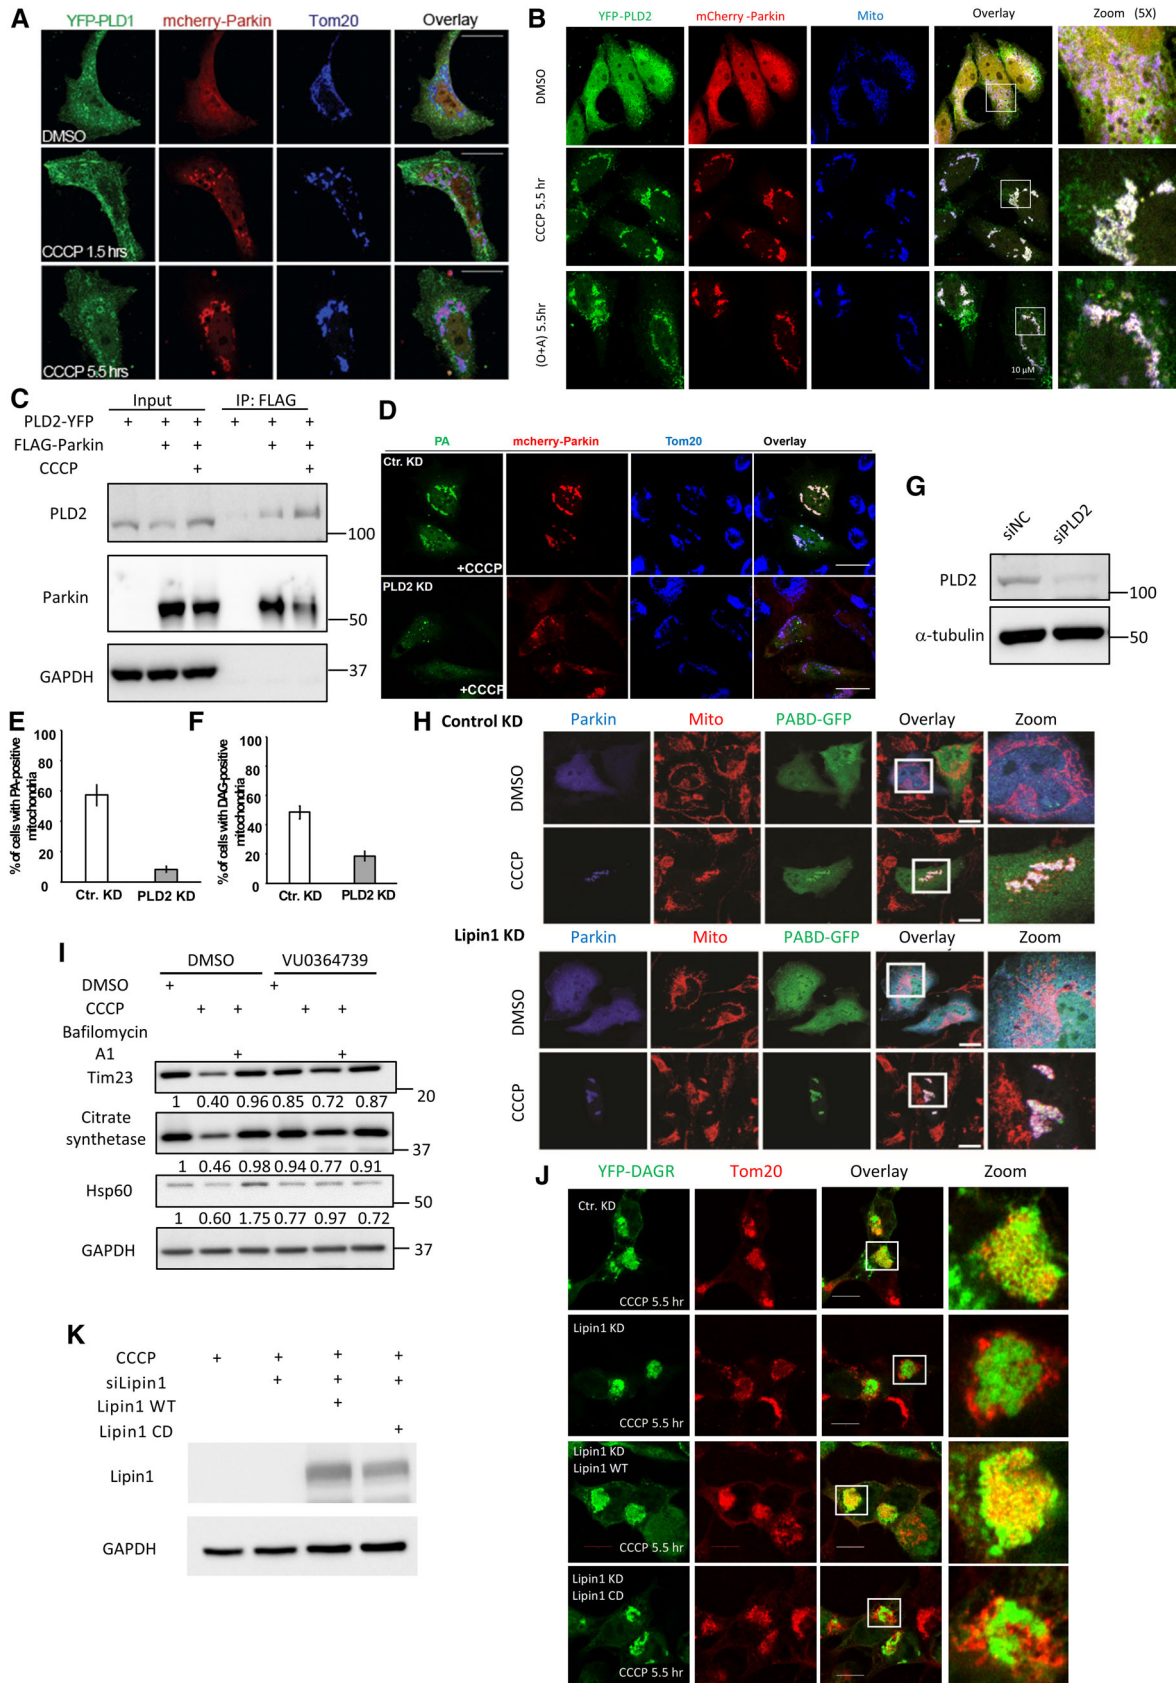 A
YFP-PLD1 mcherry-Parkin Tom20 Overlay
DMSO
CCCP 1.5 hrs
CCCP 5.5 hrs
B
YFP-PLD2 mCherry -Parkin Mito Overlay Zoom (5X)
DMSO
CCCP 5.5 hr
(O+A) 5.5hr
10 µM
C
Input IP: FLAG
PLD2-YFP + + + + +
FLAG-Parkin + + + +
CCCP + +
PLD2
100
Parkin
50
GAPDH
37
D
PA mcherry-Parkin Tom20 Overlay
Ctr. KD
+CCCP
PLD2 KD
+CCCP
G
siNC siPLD2
PLD2
100
α-tubulin
50
E
% of cells with PA-positive
mitochondria
100
80
60
40
20
0
Ctr. KD PLD2 KD
F
% of cells with DAG-positive
mitochondria
100
80
60
40
20
0
Ctr. KD PLD2 KD
H
Control KD Parkin Mito PABD-GFP Overlay Zoom
DMSO
CCCP
Lipin1 KD Parkin Mito PABD-GFP Overlay Zoom
DMSO
CCCP
I
DMSO VU0364739
DMSO + +
CCCP + + + +
Bafilomycin
A1 + +
Tim23
20
1 0.40 0.96 0.85 0.72 0.87
Citrate
synthetase
37
1 0.46 0.98 0.94 0.77 0.91
Hsp60
50
1 0.60 1.75 0.77 0.97 0.72
GAPDH
37
J
YFP-DAGR Tom20 Overlay Zoom
Ctr. KD
CCCP 5.5 hr
Lipin1 KD
CCCP 5.5 hr
Lipin1 KD
Lipin1 WT
CCCP 5.5 hr
Lipin1 KD
Lipin1 CD
CCCP 5.5 hr
K
CCCP + + + +
siLipin1 + + +
Lipin1 WT +
Lipin1 CD +
Lipin1
GAPDH